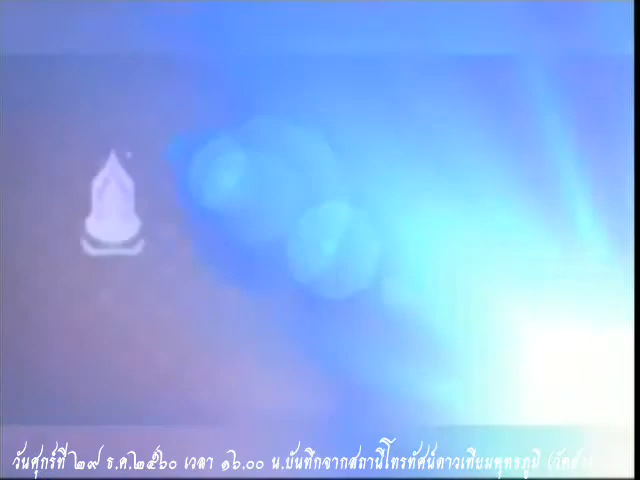 วันศุกร์ที่ ๒๙ ธ.ค.๒๕๖๐ เวลา ๑๖.๐๐ น.บันทึกจากสถานีโทรทัศน์ดาวเทียมพุทธภูมิ